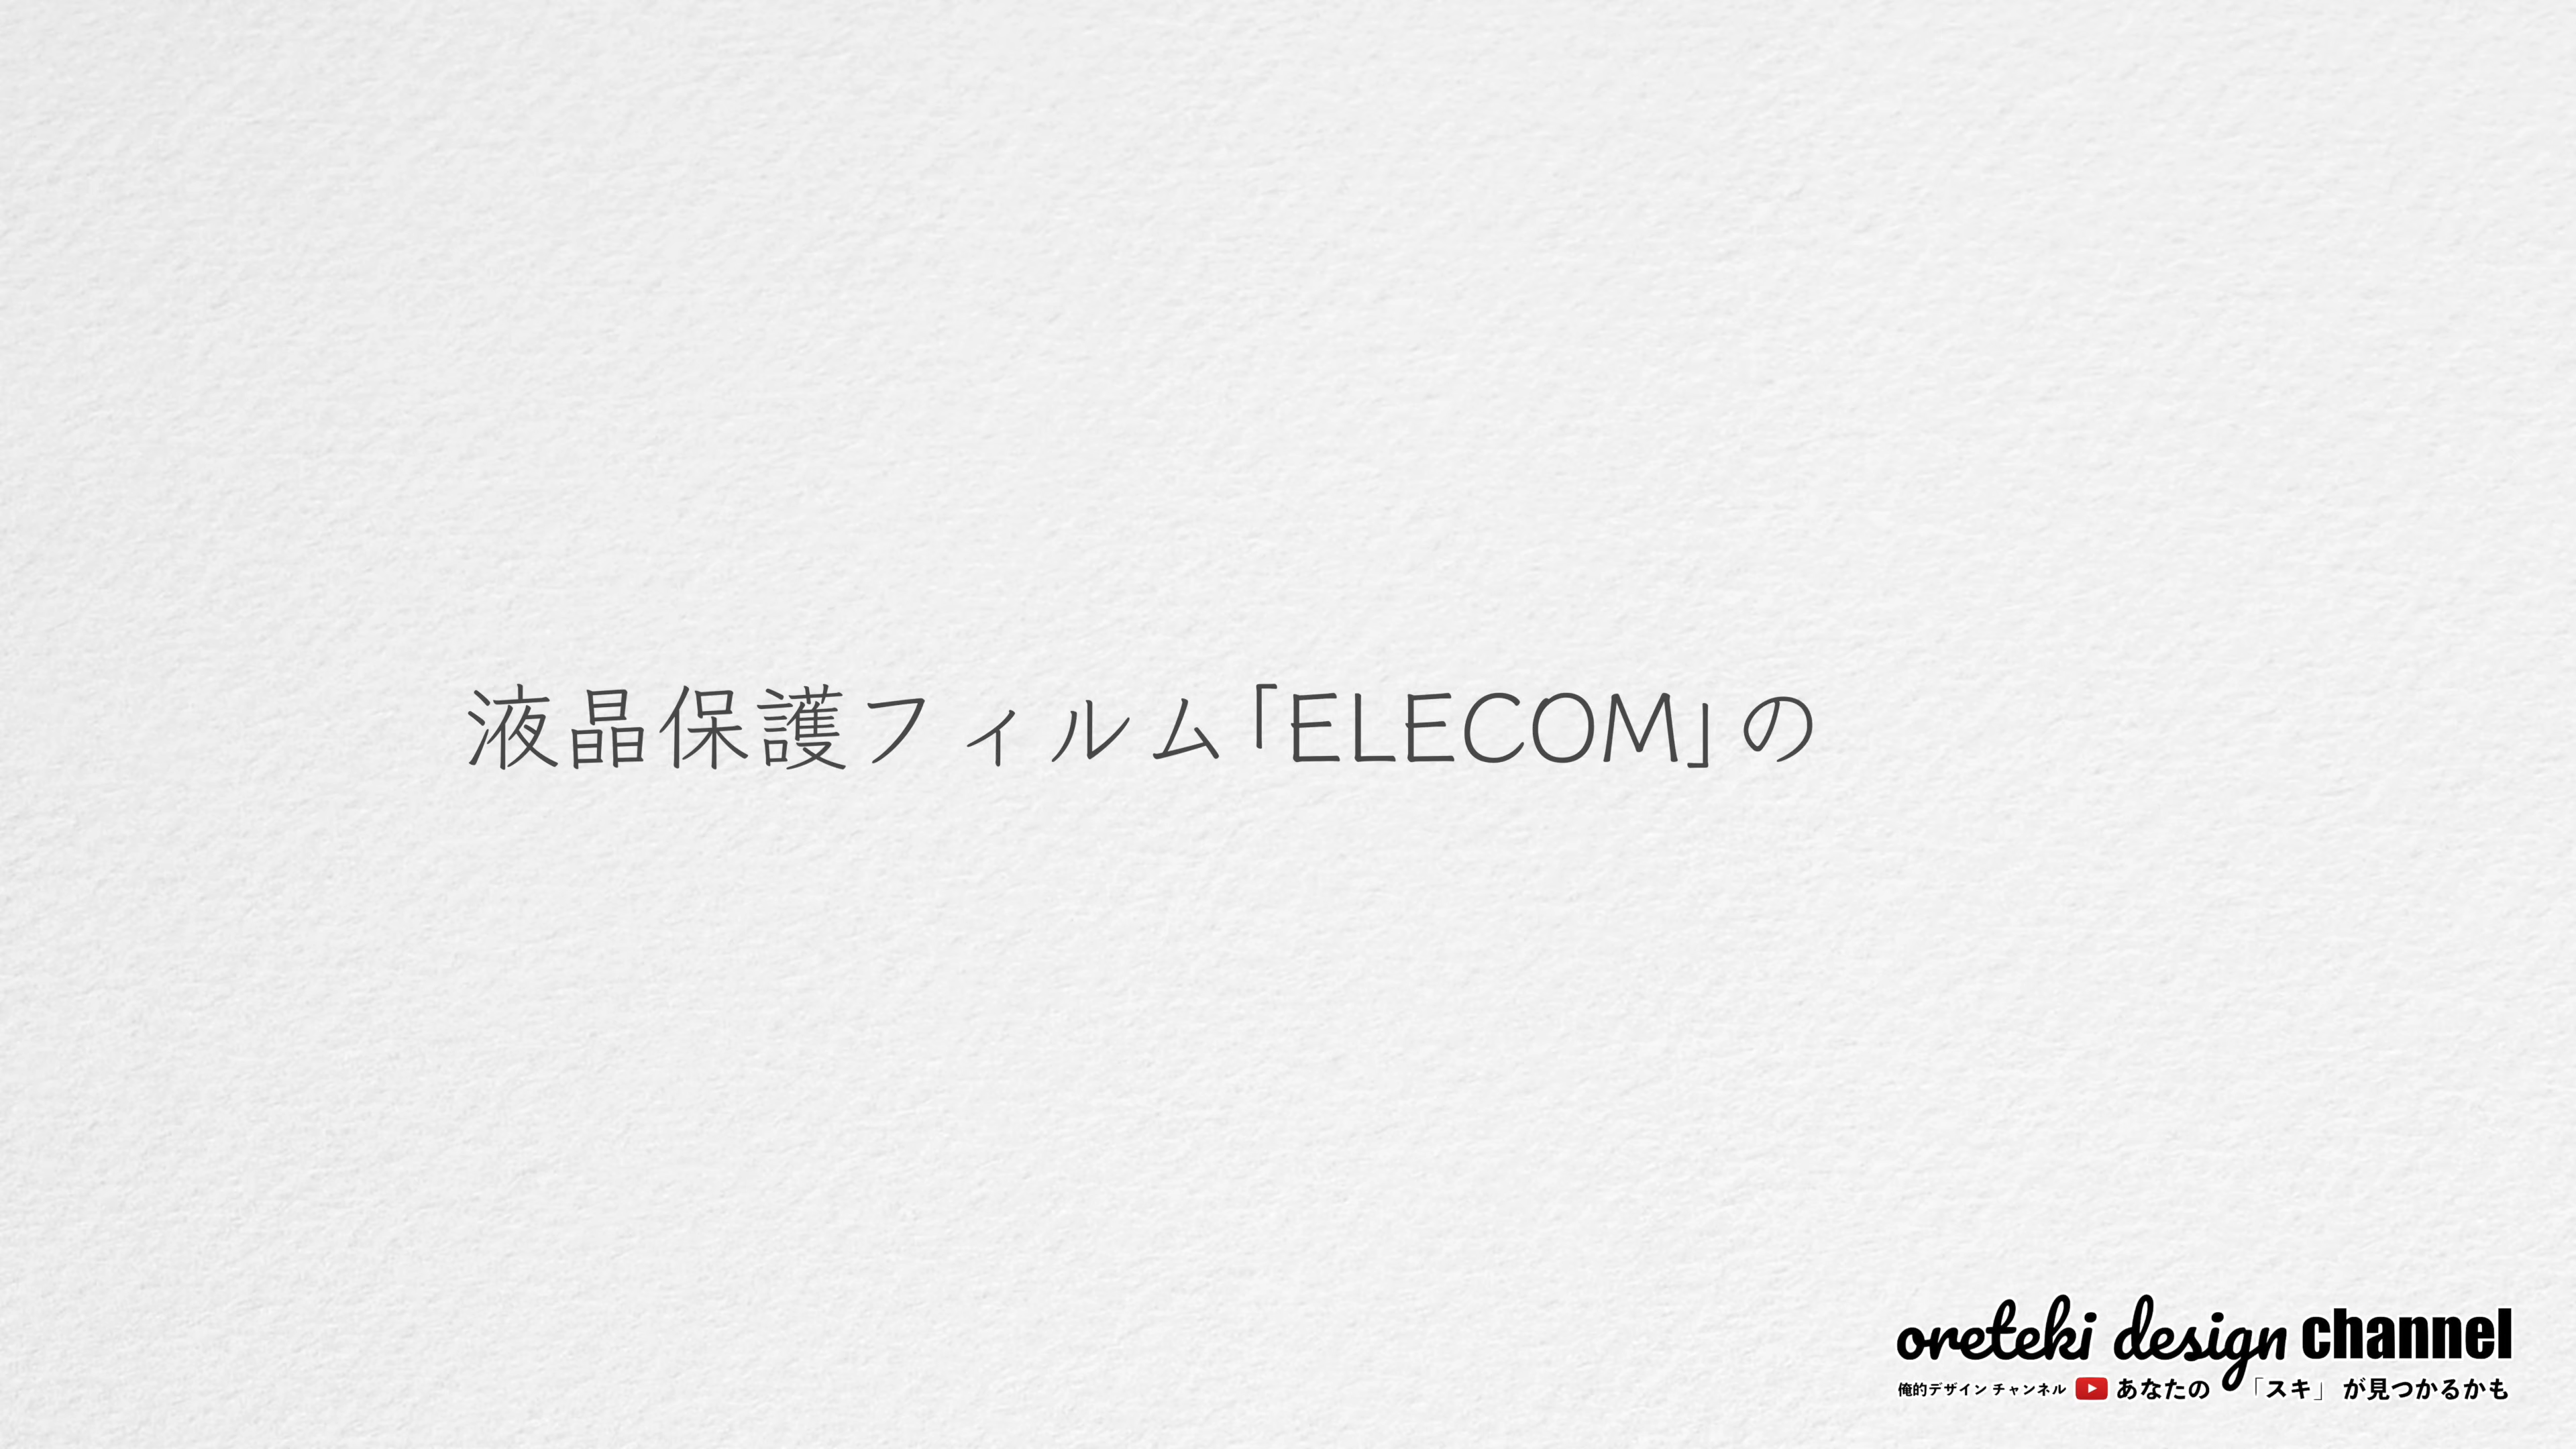 液晶保護フィルム｢ELECOM｣の
oreteki design channel
俺的デザイン チャンネル あなたの 「スキ」 が見つかるかも